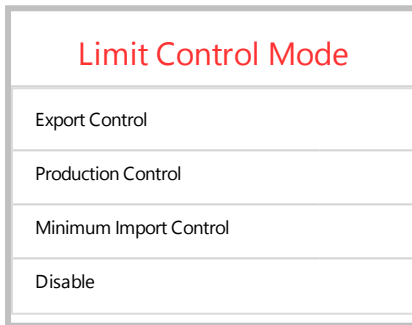 Limit Control Mode
Export Control
Production Control
Minimum Import Control
Disable